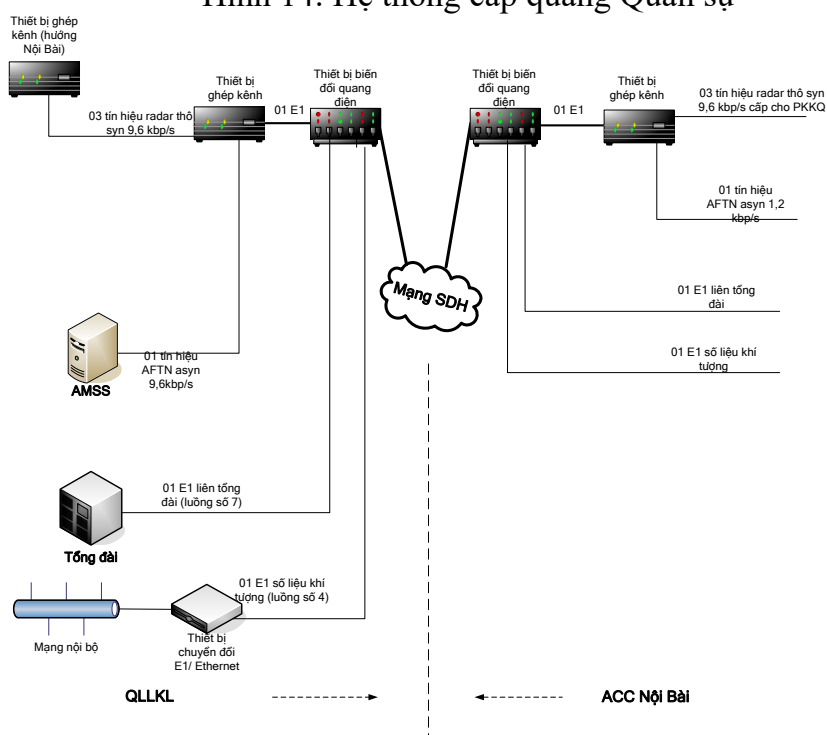 Hình 14: Hệ thống cáp quang Quân sự
Thiết bị ghép
kênh (hướng
Nội Bài)
03 tín hiệu radar thô
syn 9,6 kbp/s
Thiết bị
ghép kênh
01 E1
Thiết bị biến
đổi quang
điện
Thiết bị biến
đổi quang
điện
01 E1
Thiết bị
ghép kênh
03 tín hiệu radar thô syn
9,6 kbp/s cấp cho PKKQ
01 tín hiệu
AFTN asyn 1,2
kbp/s
Mạng SDH
01 E1 liên tổng
đài
01 E1 số liệu khí
tượng
01 tín hiệu
AFTN asyn
9,6kbp/s
AMSS
01 E1 liên tổng
đài (luồng số 7)
Tổng đài
01 E1 số liệu khí
tượng (luồng số 4)
Mạng nội bộ
Thiết bị
chuyển đổi
E1/ Ethernet
QLLKL
ACC Nội Bài